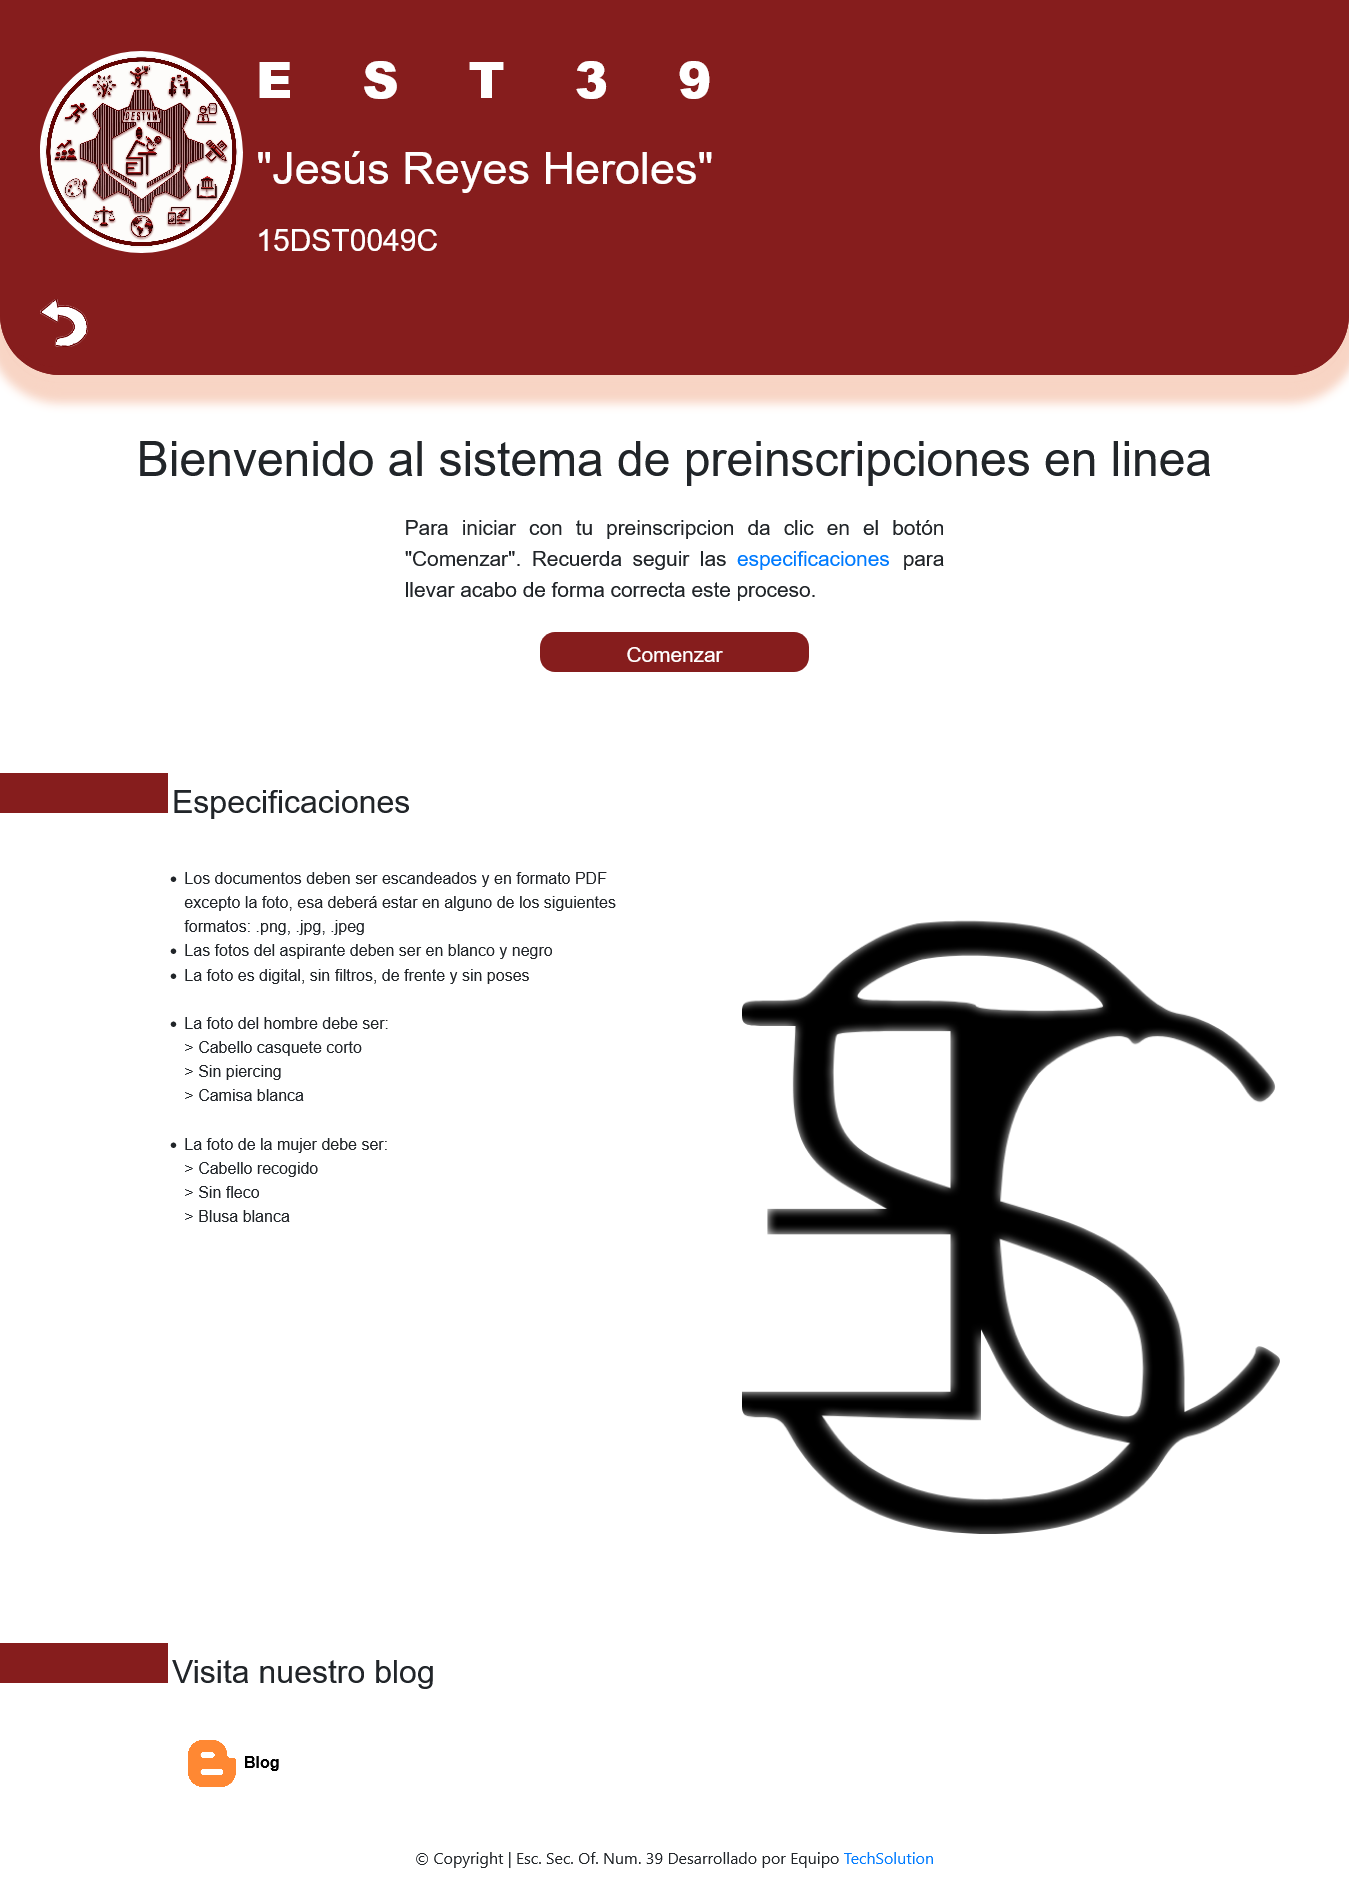 E S T 3 9
"Jesús Reyes Heroles"
15DST0049C
Bienvenido al sistema de preinscripciones en linea
Para iniciar con tu preinscripcion da clic en el botón
"Comenzar". Recuerda seguir las especificaciones para
llevar acabo de forma correcta este proceso.
Comenzar
Especificaciones
• Los documentos deben ser escandeados y en formato PDF
excepto la foto, esa deberá estar en alguno de los siguientes
formatos: .png, .jpg, .jpeg
• Las fotos del aspirante deben ser en blanco y negro
• La foto es digital, sin filtros, de frente y sin poses
• La foto del hombre debe ser:
> Cabello casquete corto
> Sin piercing
> Camisa blanca
• La foto de la mujer debe ser:
> Cabello recogido
> Sin fleco
> Blusa blanca
Visita nuestro blog
Blog
© Copyright | Esc. Sec. Of. Num. 39 Desarrollado por Equipo TechSolution